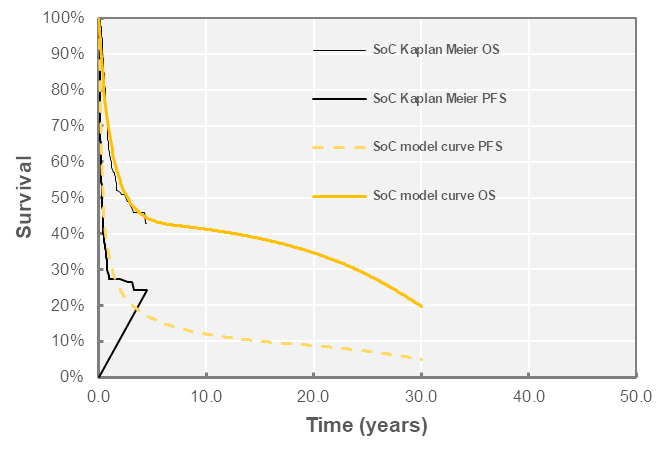 100%
90%
80%
70%
60%
50%
40%
30%
20%
10%
0%
Survival
SoC Kaplan Meier OS
SoC Kaplan Meier PFS
SoC model curve PFS
SoC model curve OS
0.0 10.0 20.0 30.0 40.0 50.0
Time (years)